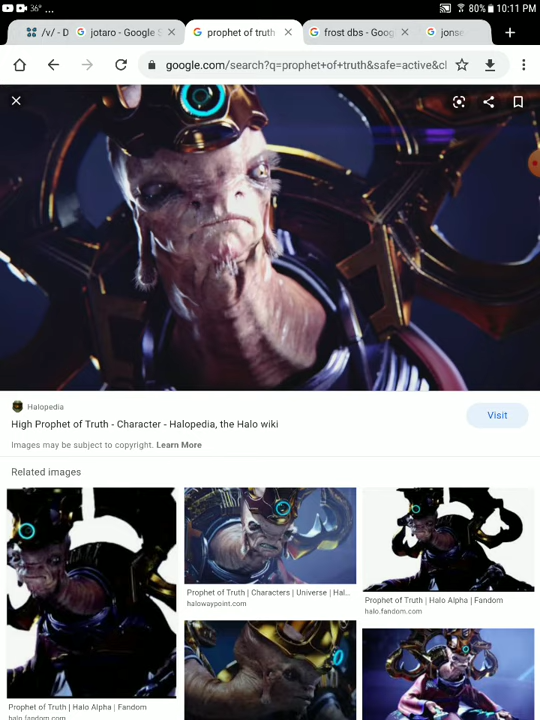 36° ... 80% 10:11 PM
/v/ - D jotaro - Google S prophet of truth frost dbs - Goog jonse
google.com/search?q=prophet+of+truth&safe=active&cl
Halopedia
High Prophet of Truth - Character - Halopedia, the Halo wiki
Visit
Images may be subject to copyright. Learn More
Related images
Prophet of Truth | Characters | Universe | Hal...
halowaypoint.com
Prophet of Truth | Halo Alpha | Fandom
halo.fandom.com
Prophet of Truth | Halo Alpha | Fandom
halo.fandom.com